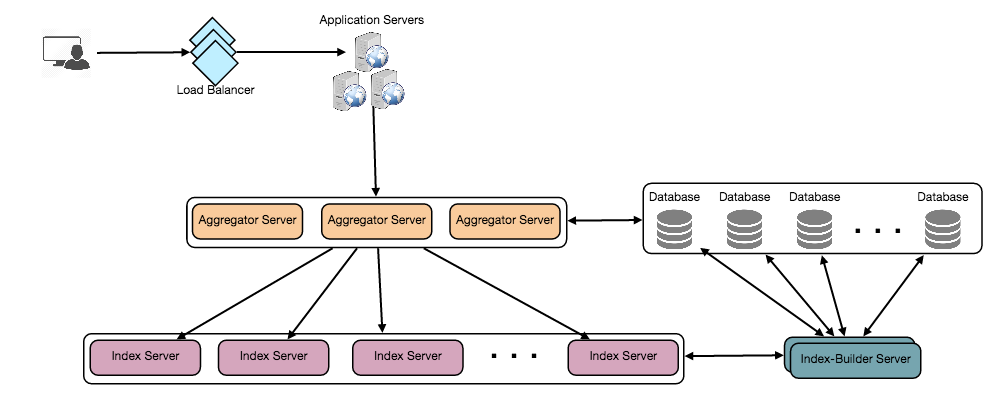 Application Servers
Load Balancer
Aggregator Server
Aggregator Server
Aggregator Server
Database
Database
Database
Database
. . .
Index Server
Index Server
Index Server
. . .
Index Server
Index-Builder Server